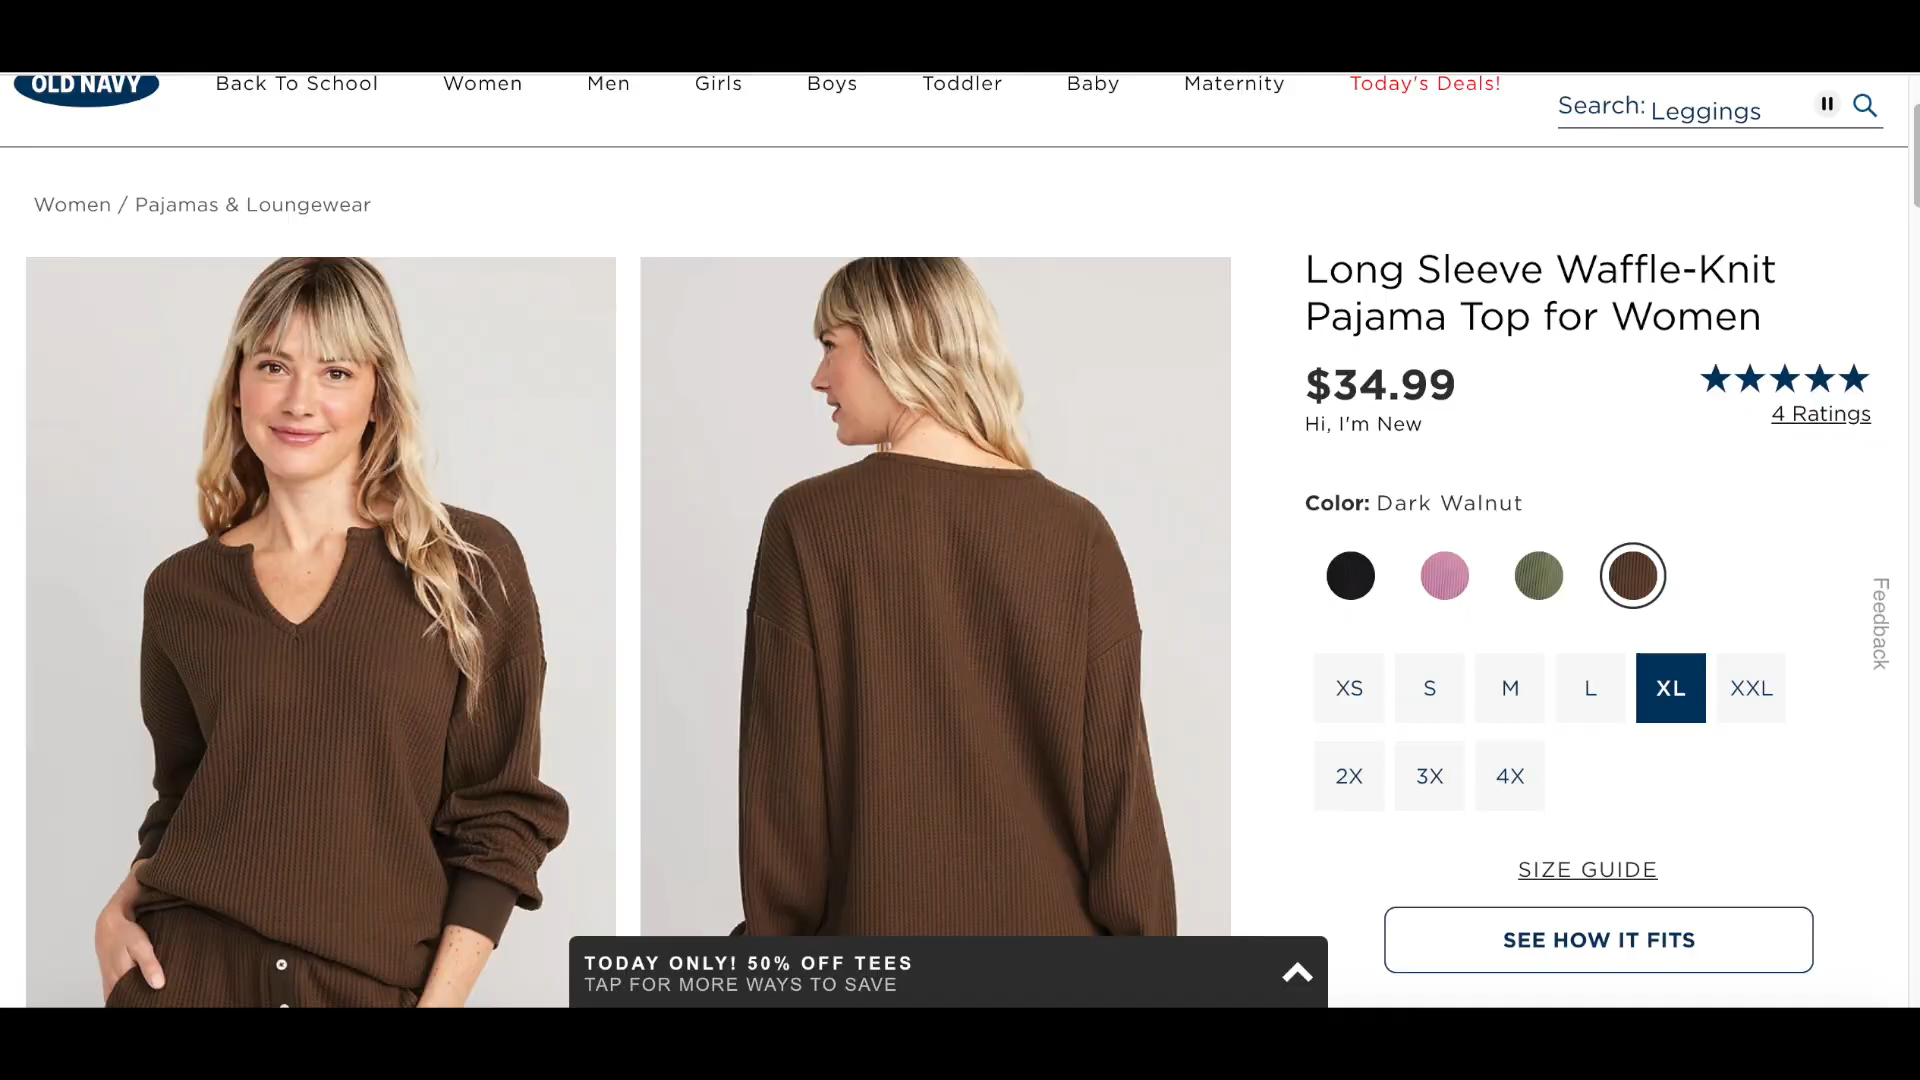 OLD NAVY
Back To School
Women
Men
Girls
Boys
Toddler
Baby
Maternity
Today's Deals!
Search: Leggings
Women / Pajamas & Loungewear
Long Sleeve Waffle-Knit
Pajama Top for Women
$34.99
4 Ratings
Hi, I'm New
Color: Dark Walnut
Feedback
XS
S
M
L
XL
XXL
2X
3X
4X
SIZE GUIDE
SEE HOW IT FITS
TODAY ONLY! 50% OFF TEES
TAP FOR MORE WAYS TO SAVE